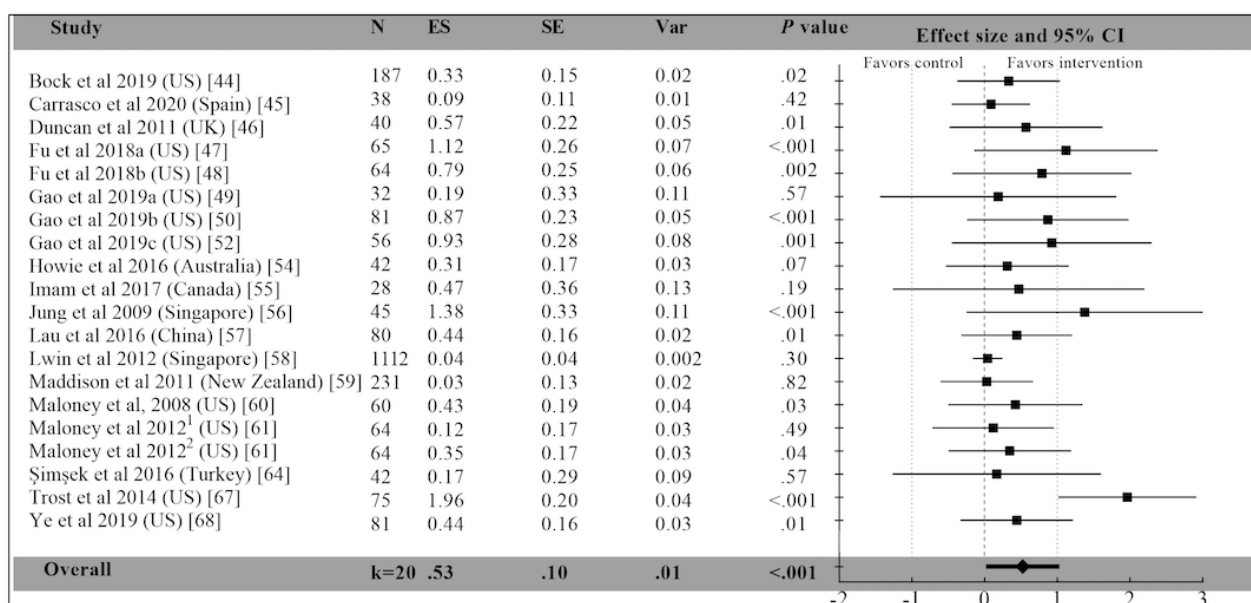 Study N ES SE Var P value Effect size and 95% CI
Favors control Favors intervention
Bock et al 2019 (US) [44] 187 0.33 0.15 0.02 .02
Carrasco et al 2020 (Spain) [45] 38 0.09 0.11 0.01 .42
Duncan et al 2011 (UK) [46] 40 0.57 0.22 0.05 .01
Fu et al 2018a (US) [47] 65 1.12 0.26 0.07 <.001
Fu et al 2018b (US) [48] 64 0.79 0.25 0.06 .002
Gao et al 2019a (US) [49] 32 0.19 0.33 0.11 .57
Gao et al 2019b (US) [50] 81 0.87 0.23 0.05 <.001
Gao et al 2019c (US) [52] 56 0.93 0.28 0.08 .001
Howie et al 2016 (Australia) [54] 42 0.31 0.17 0.03 .07
Imam et al 2017 (Canada) [55] 28 0.47 0.36 0.13 .19
Jung et al 2009 (Singapore) [56] 45 1.38 0.33 0.11 <.001
Lau et al 2016 (China) [57] 80 0.44 0.16 0.02 .01
Lwin et al 2012 (Singapore) [58] 1112 0.04 0.04 0.002 .30
Maddison et al 2011 (New Zealand) [59] 231 0.03 0.13 0.02 .82
Maloney et al, 2008 (US) [60] 60 0.43 0.19 0.04 .03
Maloney et al 2012¹ (US) [61] 64 0.12 0.17 0.03 .49
Maloney et al 2012² (US) [61] 64 0.35 0.17 0.03 .04
Şimşek et al 2016 (Turkey) [64] 42 0.17 0.29 0.09 .57
Trost et al 2014 (US) [67] 75 1.96 0.20 0.04 <.001
Ye et al 2019 (US) [68] 81 0.44 0.16 0.03 .01
Overall k=20 .53 .10 .01 <.001
-2 -1 0 1 2 3